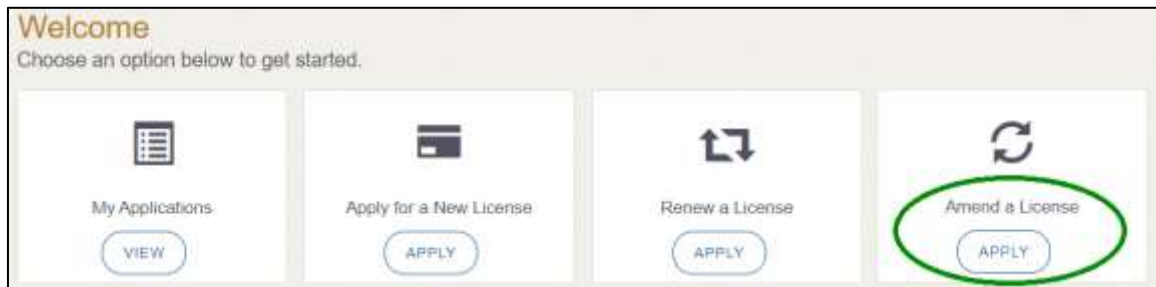 Welcome
Choose an option below to get started.
My Applications
Apply for a New License
Renew a License
Amend a License
VIEW
APPLY
APPLY
APPLY